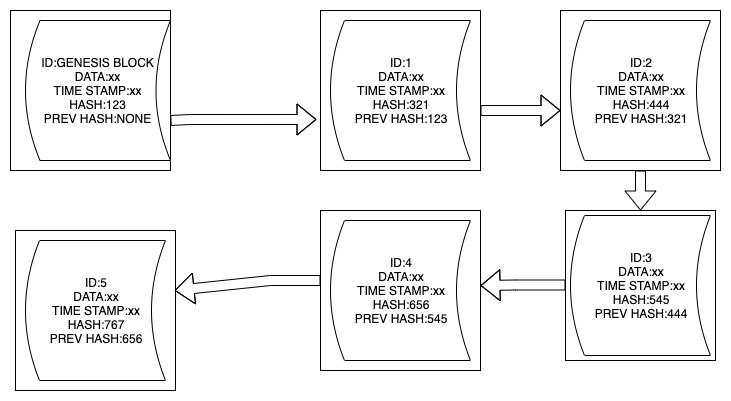 ID:GENESIS BLOCK
DATA:xx
TIME STAMP:xx
HASH:123
PREV HASH:NONE
ID:1
DATA:xx
TIME STAMP:xx
HASH:321
PREV HASH:123
ID:2
DATA:xx
TIME STAMP:xx
HASH:444
PREV HASH:321
ID:3
DATA:xx
TIME STAMP:xx
HASH:545
PREV HASH:444
ID:4
DATA:xx
TIME STAMP:xx
HASH:656
PREV HASH:545
ID:5
DATA:xx
TIME STAMP:xx
HASH:767
PREV HASH:656